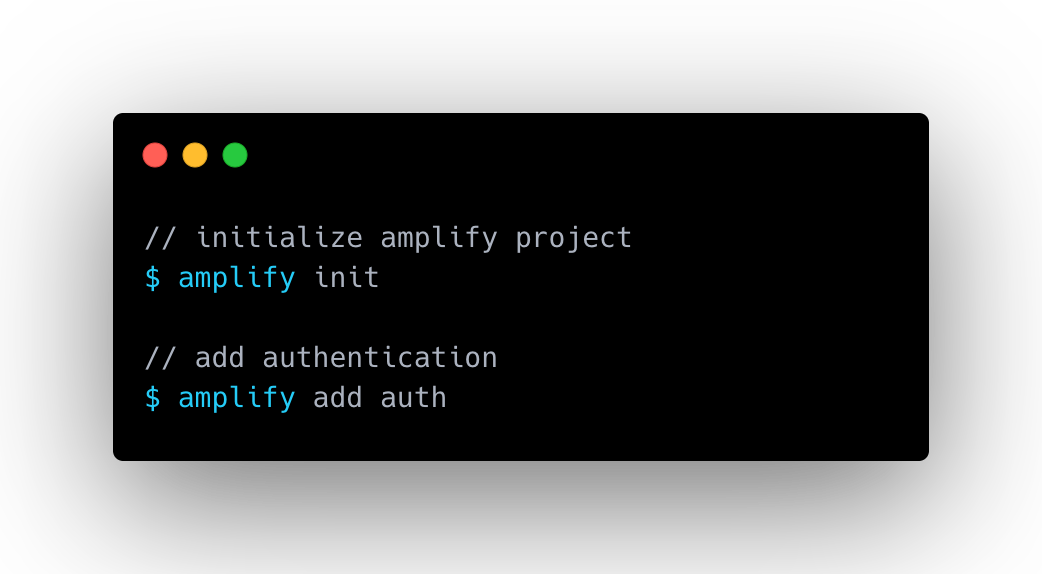 // initialize amplify project
$ amplify init
// add authentication
$ amplify add auth